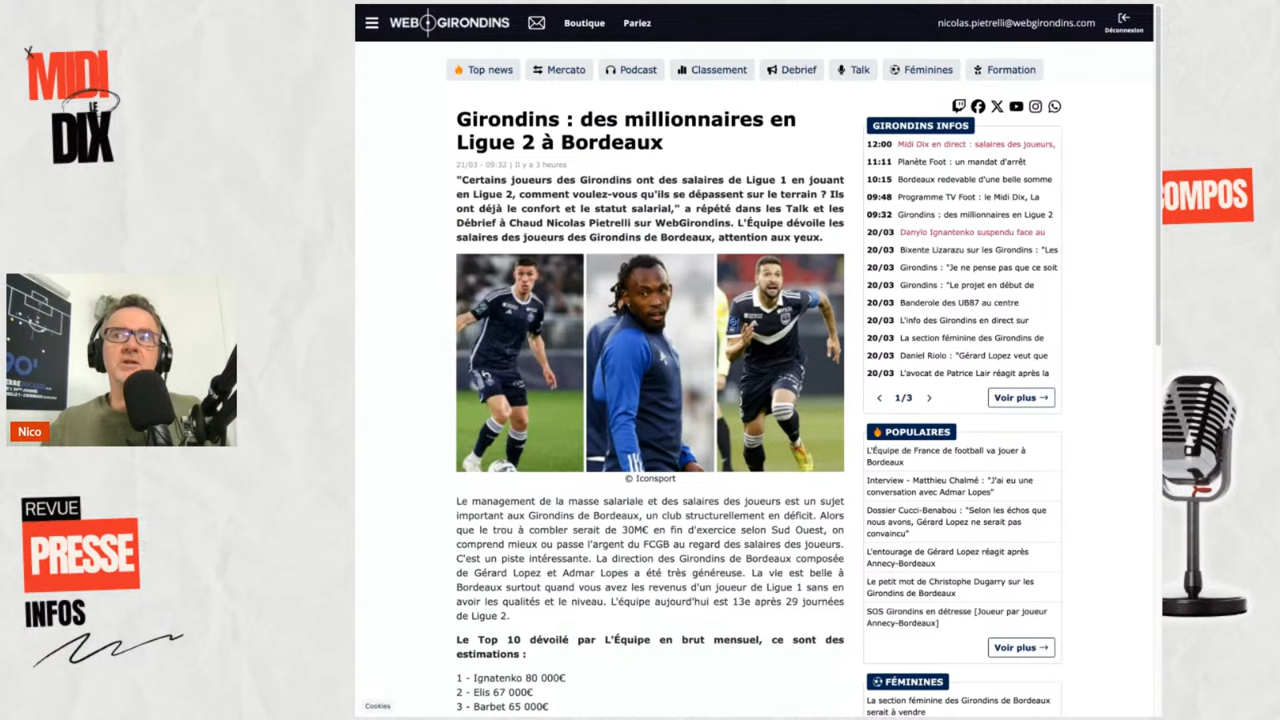 MIDI
LE
DIX
WEB GIRONDINS
Boutique
Pariez
nicolas.pietrelli@webgirondins.com
Déconnexion
Top news
Mercato
Podcast
Classement
Debrief
Talk
Féminines
Formation
Girondins : des millionnaires en
Ligue 2 à Bordeaux
21/03 - 09:32 | Il y a 3 heures
"Certains joueurs des Girondins ont des salaires de Ligue 1 en jouant
en Ligue 2, comment voulez-vous qu'ils se dépassent sur le terrain ? Ils
ont déjà le confort et le statut salarial," a répété dans les Talk et les
Débrief à Chaud Nicolas Pietrelli sur WebGirondins. L'Équipe dévoile les
salaires des joueurs des Girondins de Bordeaux, attention aux yeux.
© Iconsport
Le management de la masse salariale et des salaires des joueurs est un sujet
important aux Girondins de Bordeaux, un club structurellement en déficit. Alors
que le trou à combler serait de 30M€ en fin d'exercice selon Sud Ouest, on
comprend mieux ou passe l'argent du FCGB au regard des salaires des joueurs.
C'est un piste intéressante. La direction des Girondins de Bordeaux composée
de Gérard Lopez et Admar Lopes a été très généreuse. La vie est belle à
Bordeaux surtout quand vous avez les revenus d'un joueur de Ligue 1 sans en
avoir les qualités et le niveau. L'équipe aujourd'hui est 13e après 29 journées
de Ligue 2.
Le Top 10 dévoilé par L'Équipe en brut mensuel, ce sont des
estimations :
1 - Ignatenko 80 000€
2 - Elis 67 000€
3 - Barbet 65 000€
GIRONDINS INFOS
12:00 Midi Dix en direct : salaires des joueurs,
11:11 Planète Foot : un mandat d'arrêt
10:15 Bordeaux redevable d'une belle somme
09:48 Programme TV Foot : le Midi Dix, La
09:32 Girondins : des millionnaires en Ligue 2
20/03 Danylo Ignantenko suspendu face au
20/03 Bixente Lizarazu sur les Girondins : "Les
20/03 Girondins : "Je ne pense pas que ce soit
20/03 Girondins : "Le projet en début de
20/03 Banderole des UB87 au centre
20/03 L'info des Girondins en direct sur
20/03 La section féminine des Girondins de
20/03 Daniel Riolo : "Gérard Lopez veut que
20/03 L'avocat de Patrice Lair réagit après la
1/3
Voir plus →
POPULAIRES
L'Équipe de France de football va jouer à
Bordeaux
Interview - Matthieu Chalmé : "J'ai eu une
conversation avec Admar Lopes"
Dossier Cucci-Benabou : "Selon les échos que
nous avons, Gérard Lopez ne serait pas
convaincu"
L'entourage de Gérard Lopez réagit après
Annecy-Bordeaux
Le petit mot de Christophe Dugarry sur les
Girondins de Bordeaux
SOS Girondins en détresse [Joueur par joueur
Annecy-Bordeaux]
Voir plus →
FÉMININES
La section féminine des Girondins de Bordeaux
serait à vendre
Cookies
COMPOS
Nico
REVUE
PRESSE
INFOS